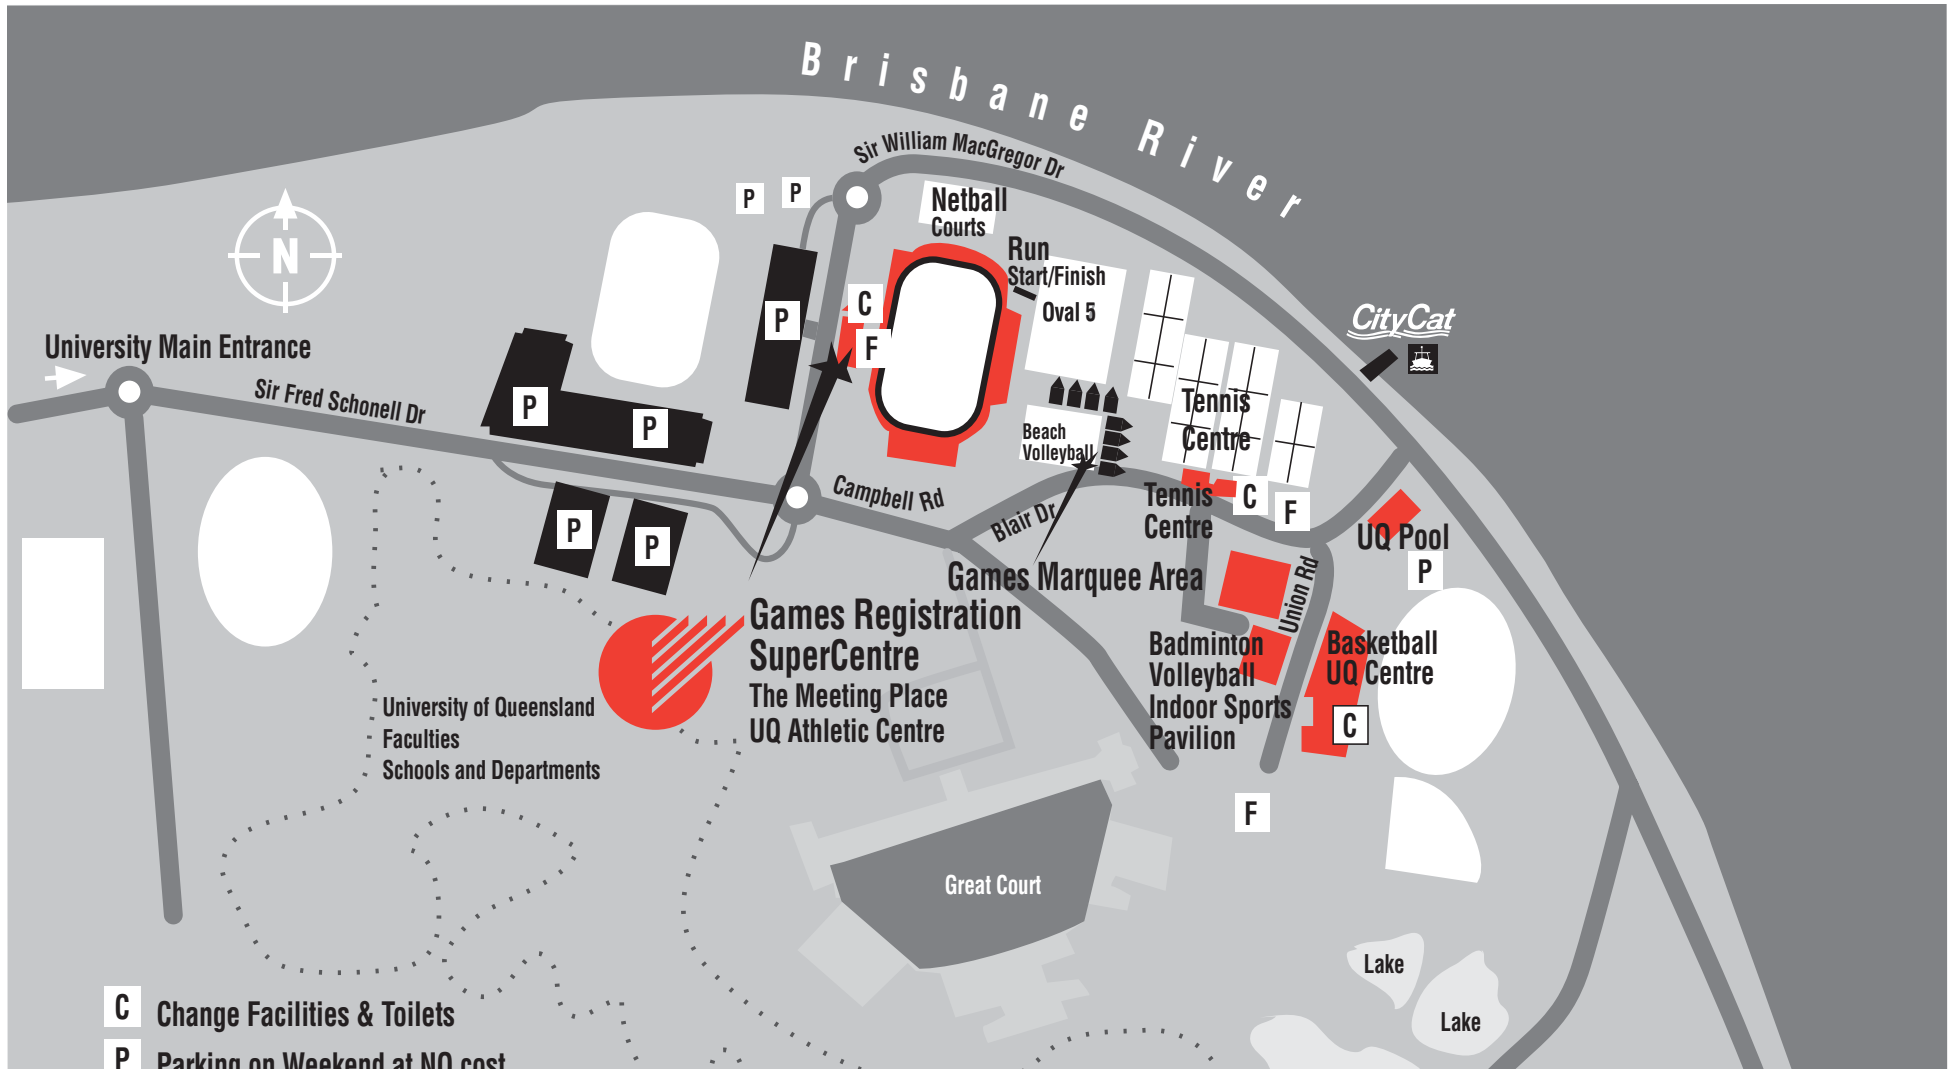 Brisbane River
Sir William MacGregor Dr
P
P
Netball
Courts
N
Run
Start/Finish
Oval 5
C
P
F
CityCat
University Main Entrance
Sir Fred Schonell Dr
P
P
Tennis
Centre
Beach
Volleyball
Campbell Rd
Blair Dr
Tennis
Centre
C
F
P
P
UQ Pool
P
Games Marquee Area
Union Rd
Games Registration
SuperCentre
The Meeting Place
UQ Athletic Centre
Badminton
Volleyball
Indoor Sports
Pavilion
Basketball
UQ Centre
C
University of Queensland
Faculties
Schools and Departments
F
Great Court
Lake
Lake
C Change Facilities & Toilets
P Parking on Weekend at NO cost